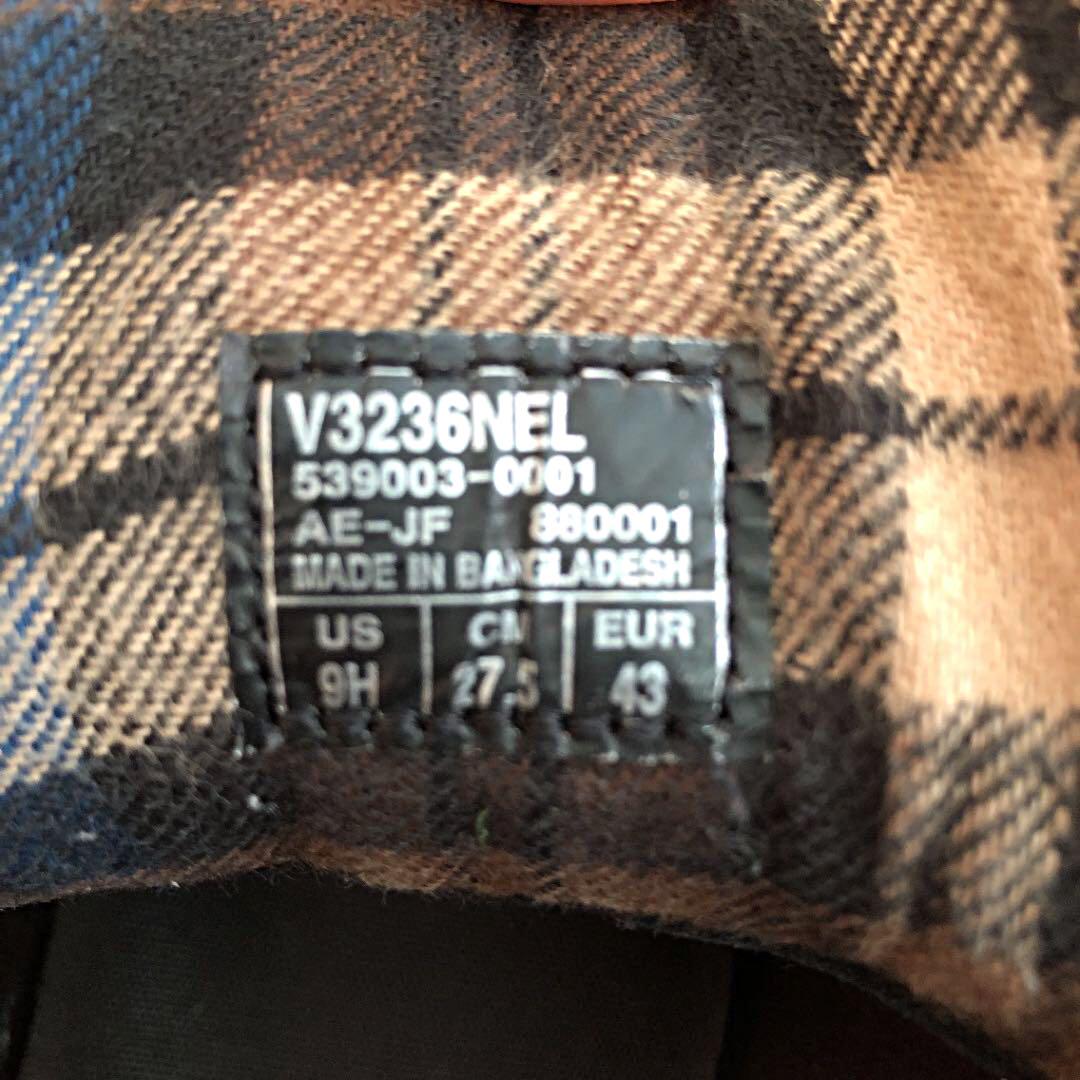 V3236NEL
539003-0001
AE-JF 880001
MADE IN BANGLADESH
US CM EUR
9H 27.5 43